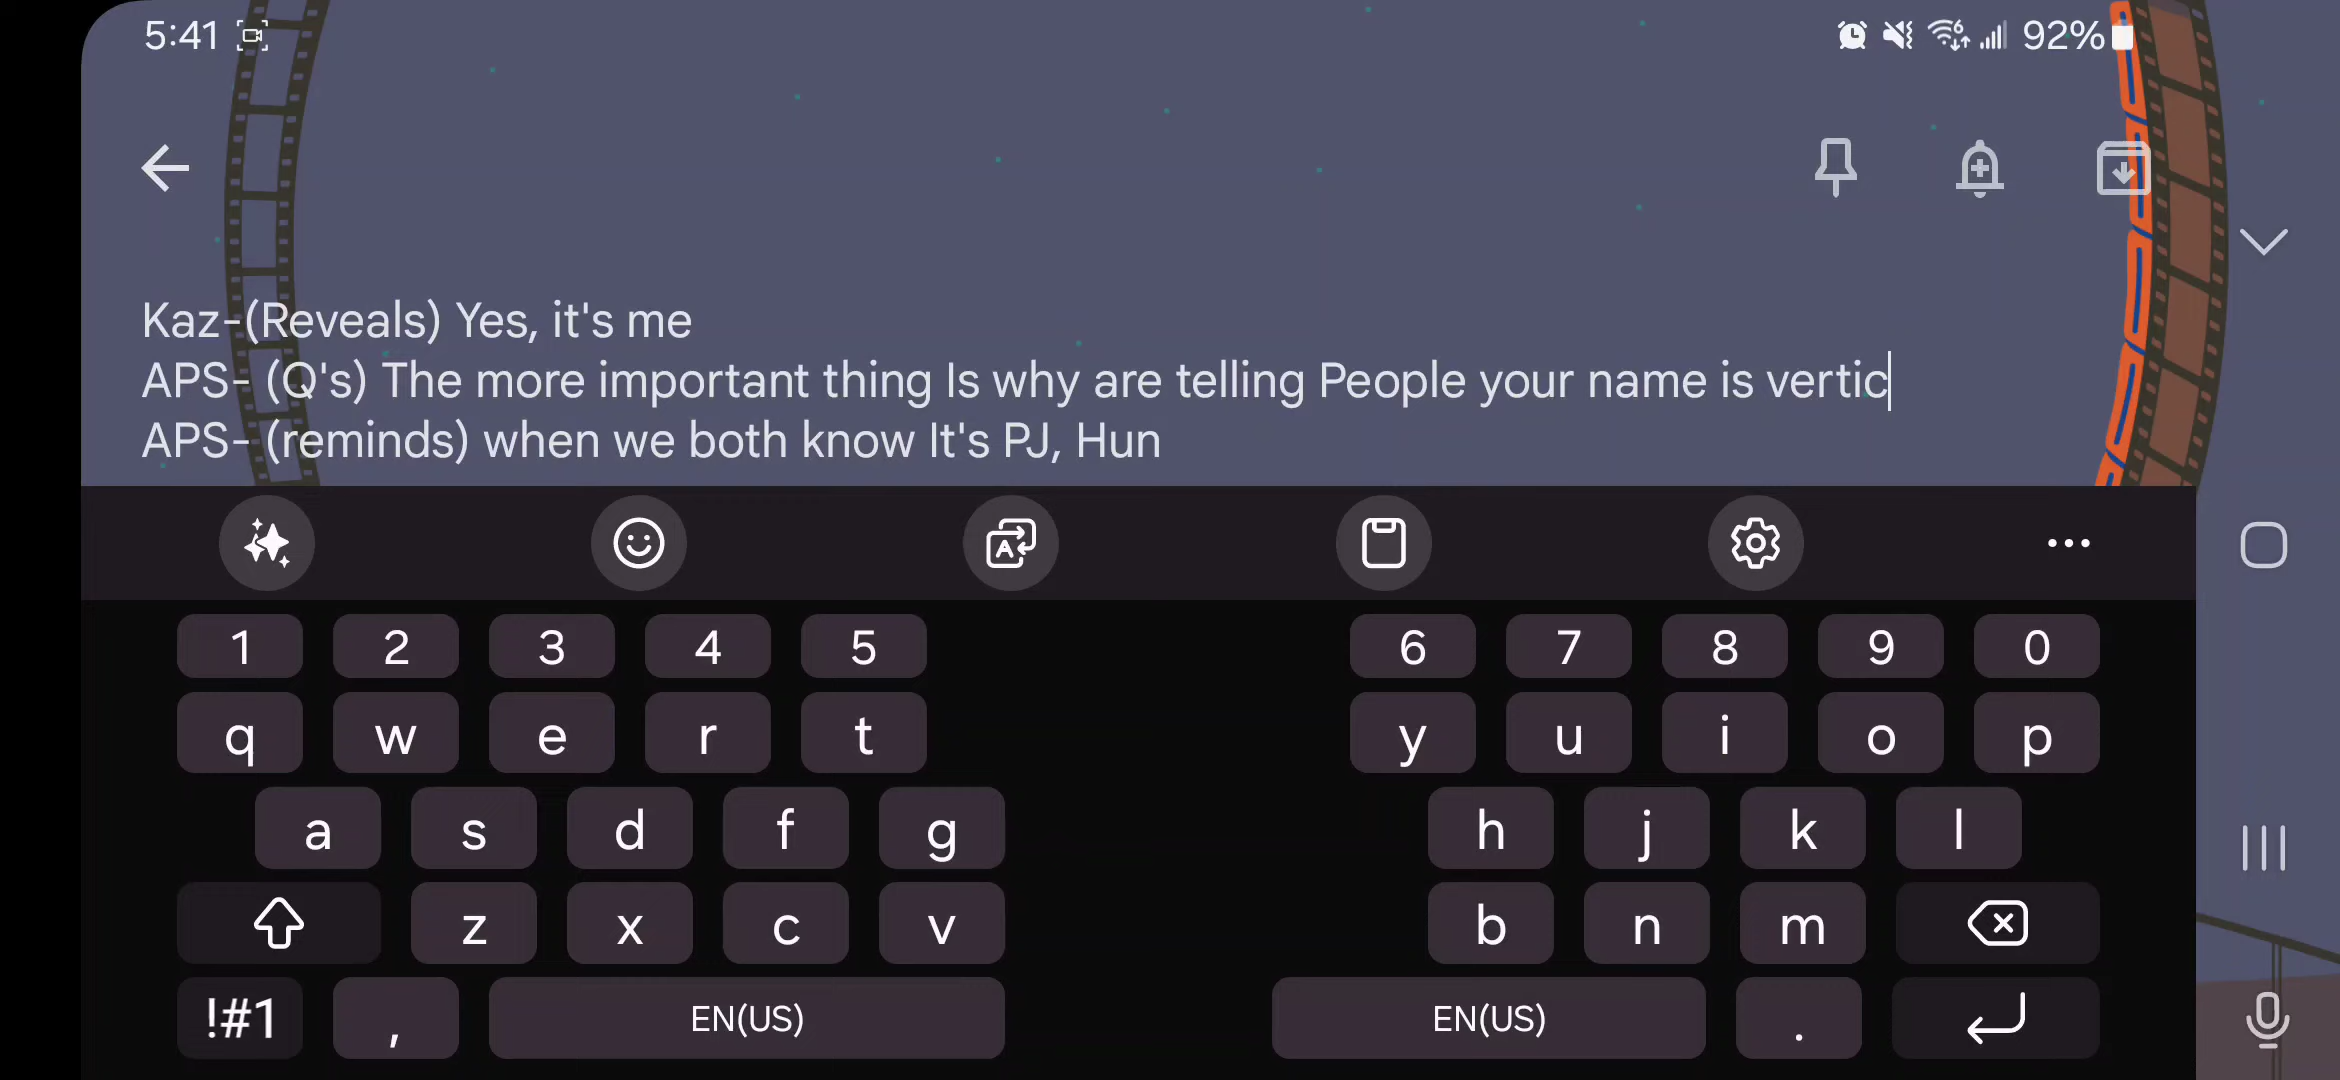 5:41 92%
Kaz-(Reveals) Yes, it's me
APS- (Q's) The more important thing Is why are telling People your name is vertic
APS- (reminds) when we both know It's PJ, Hun
1 2 3 4 5 6 7 8 9 0
q w e r t y u i o p
a s d f g h j k l
z x c v b n m
!#1 , EN(US) EN(US) .